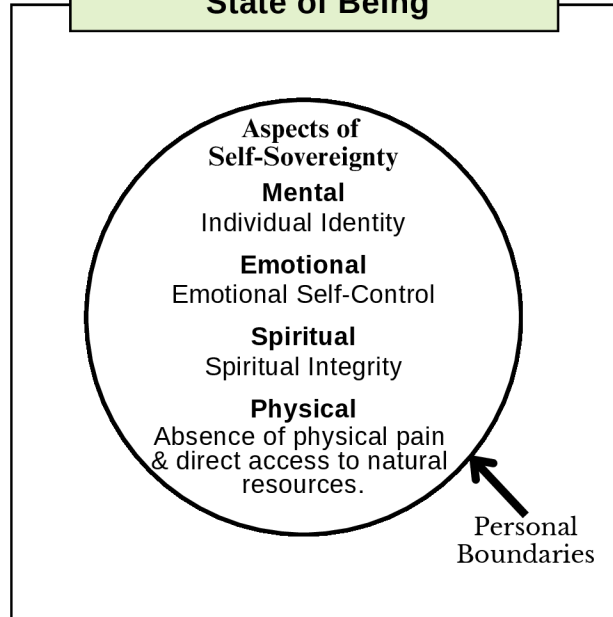 State of Being
Aspects of
Self-Sovereignty
Mental
Individual Identity
Emotional
Emotional Self-Control
Spiritual
Spiritual Integrity
Physical
Absence of physical pain
& direct access to natural
resources.
Personal
Boundaries